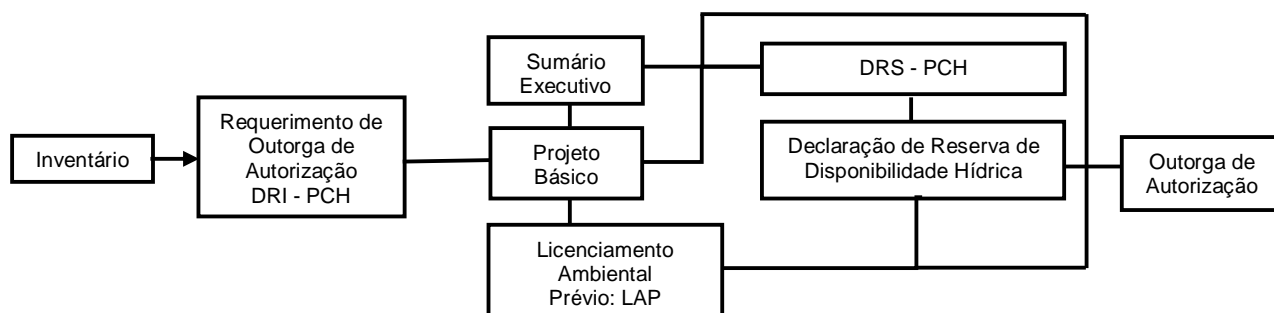 Inventário
Requerimento de
Outorga de
Autorização
DRI - PCH
Sumário
Executivo
Projeto
Básico
Licenciamento
Ambiental
Prévio: LAP
DRS - PCH
Declaração de Reserva de
Disponibilidade Hídrica
Outorga de
Autorização